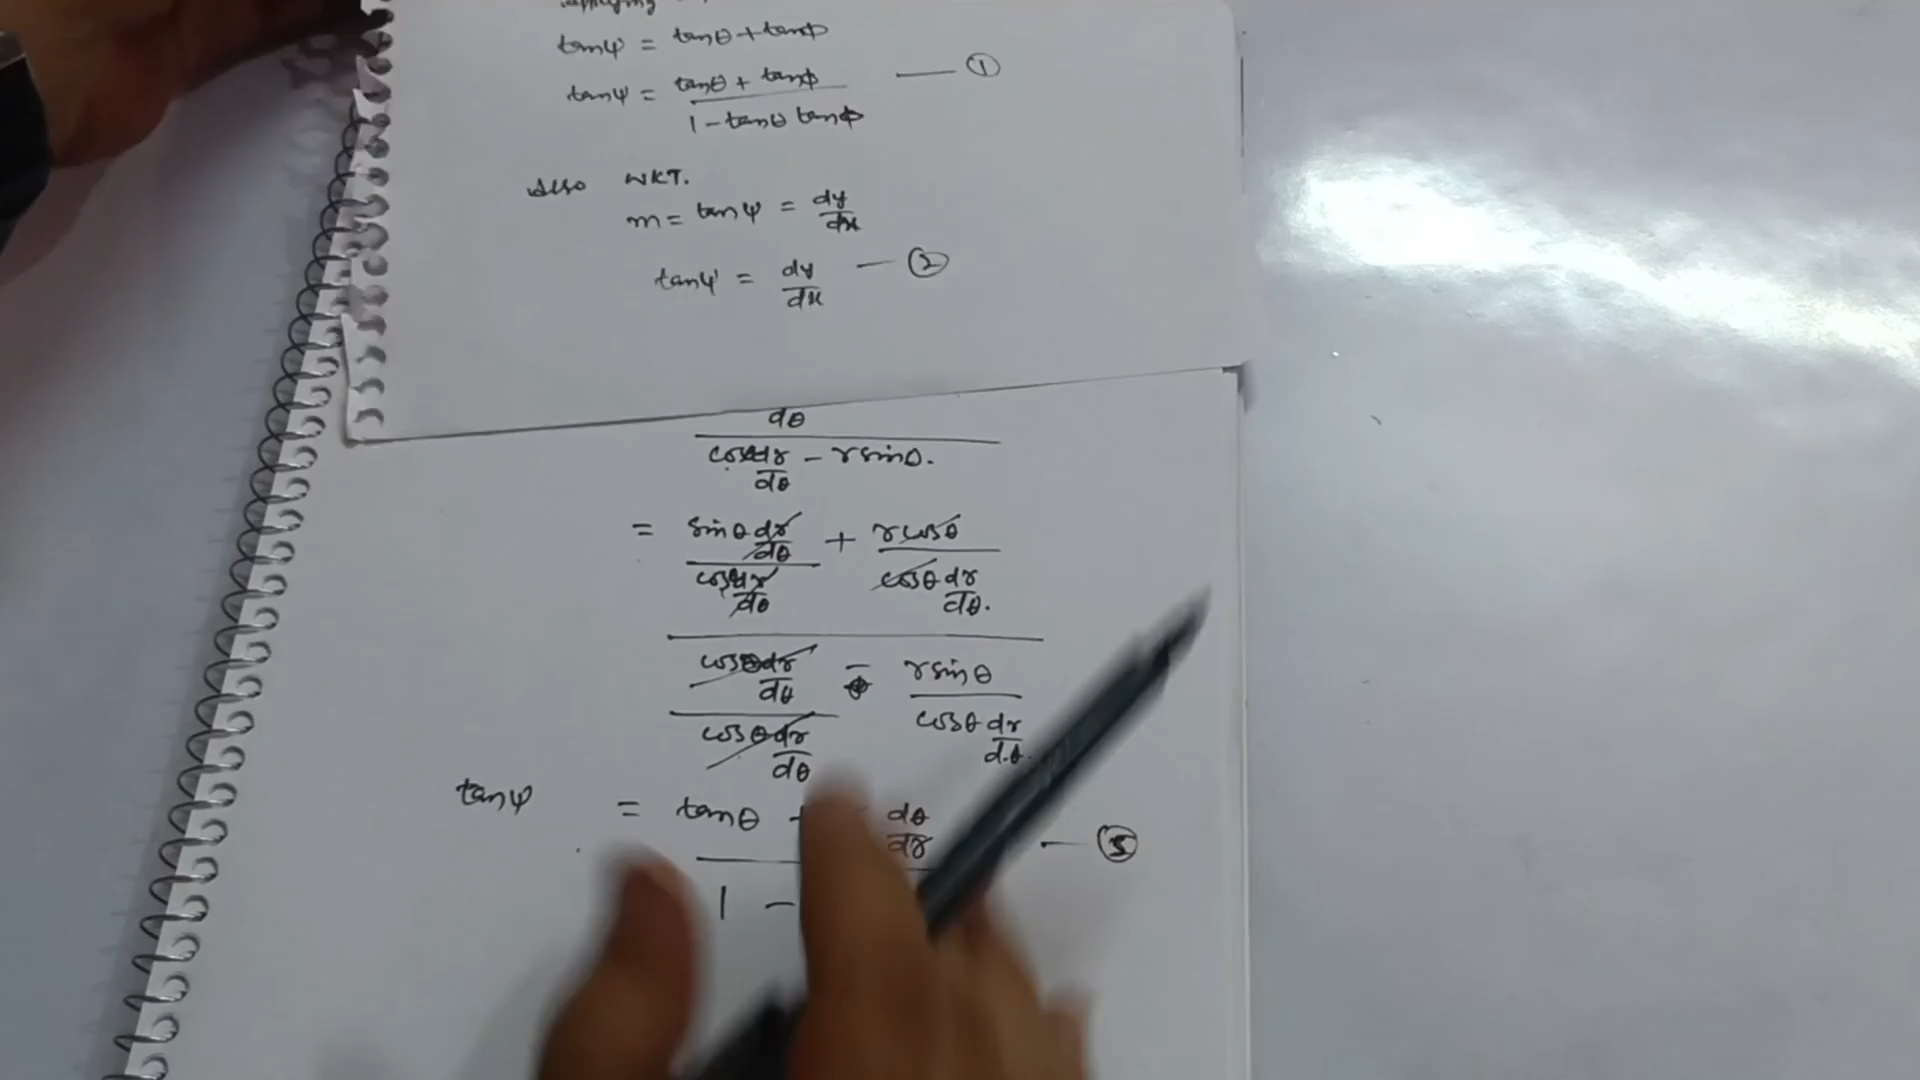 tanψ = tanθ + tanϕ
tanψ = (tanθ + tanϕ) / (1 - tanθ tanϕ) — ①
Also WKT.
m = tanψ = dy/dx
tanψ = dy/dx — ②
dθ
cosθ dr/dθ - r sinθ.
= (sinθ dr/dθ) / (cosθ dr/dθ) + (r cosθ) / (cosθ dr/dθ.)
(cosθ dr/dθ) / (cosθ dr/dθ) - (r sinθ) / (cosθ dr/dθ.)
tanψ = tanθ + dθ/dr — ③
1 -